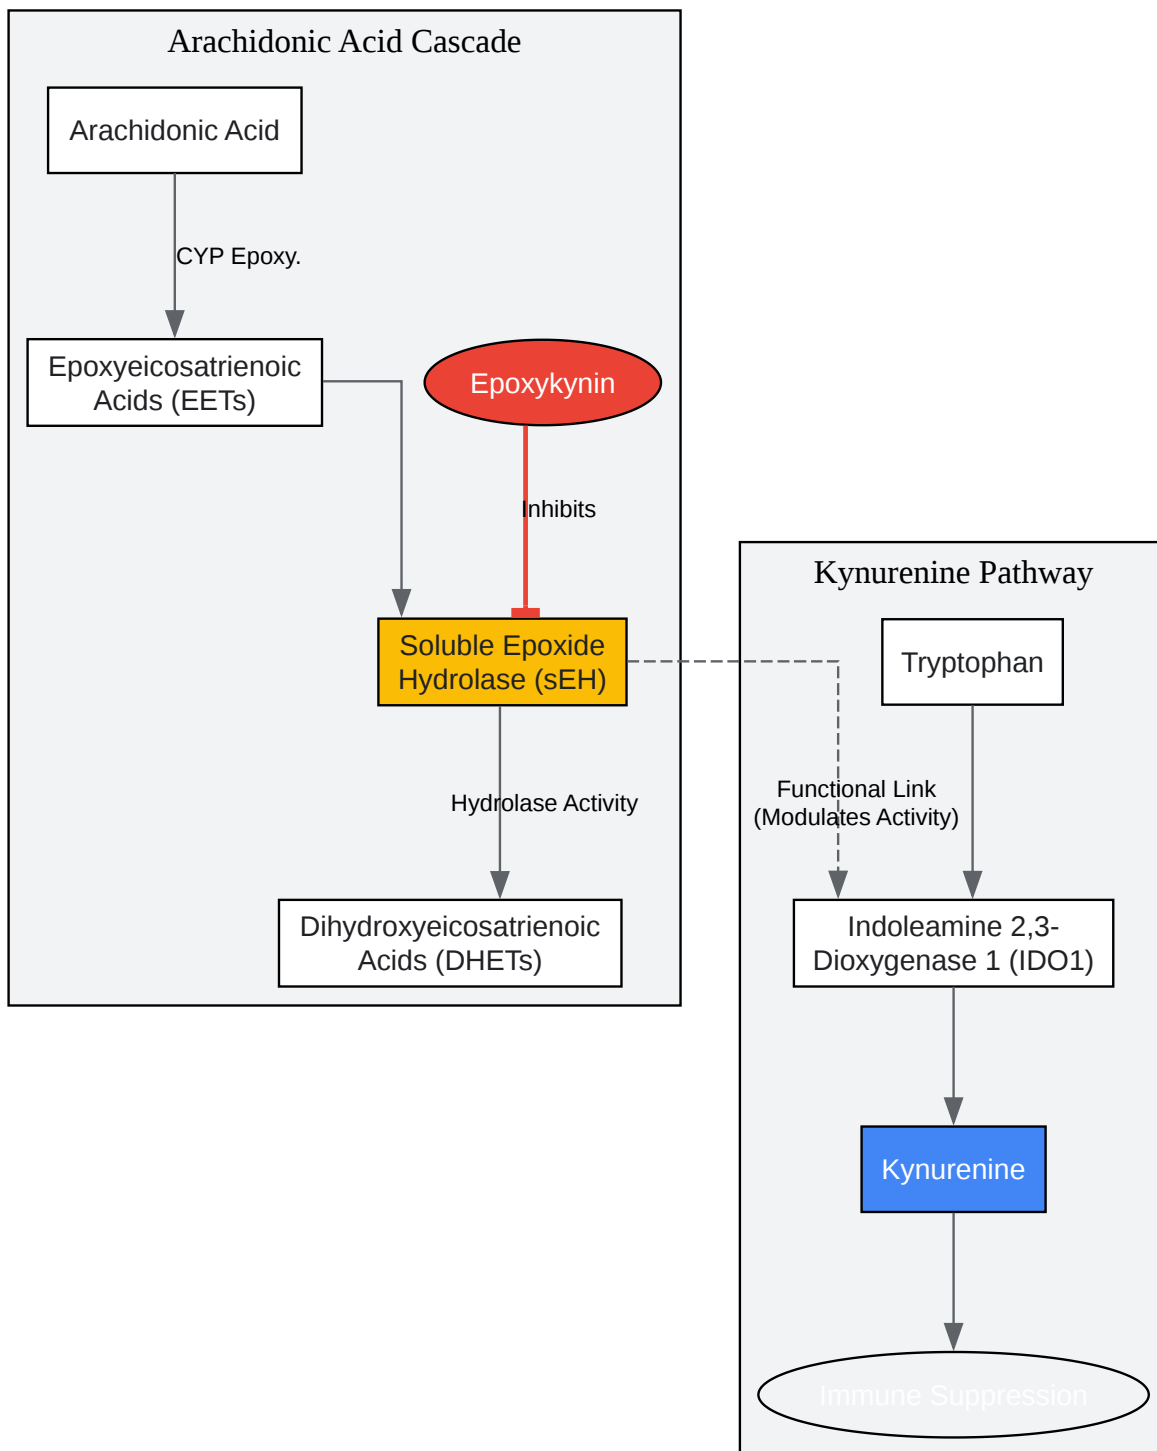 Arachidonic Acid Cascade
Arachidonic Acid
CYP Epoxy.
Epoxyeicosatrienoic
Acids (EETs)
Epoxykynin
Inhibits
Soluble Epoxide
Hydrolase (sEH)
Hydrolase Activity
Dihydroxyeicosatrienoic
Acids (DHETs)
Kynurenine Pathway
Tryptophan
Functional Link
(Modulates Activity)
Indoleamine 2,3-
Dioxygenase 1 (IDO1)
Kynurenine
Immune Suppression